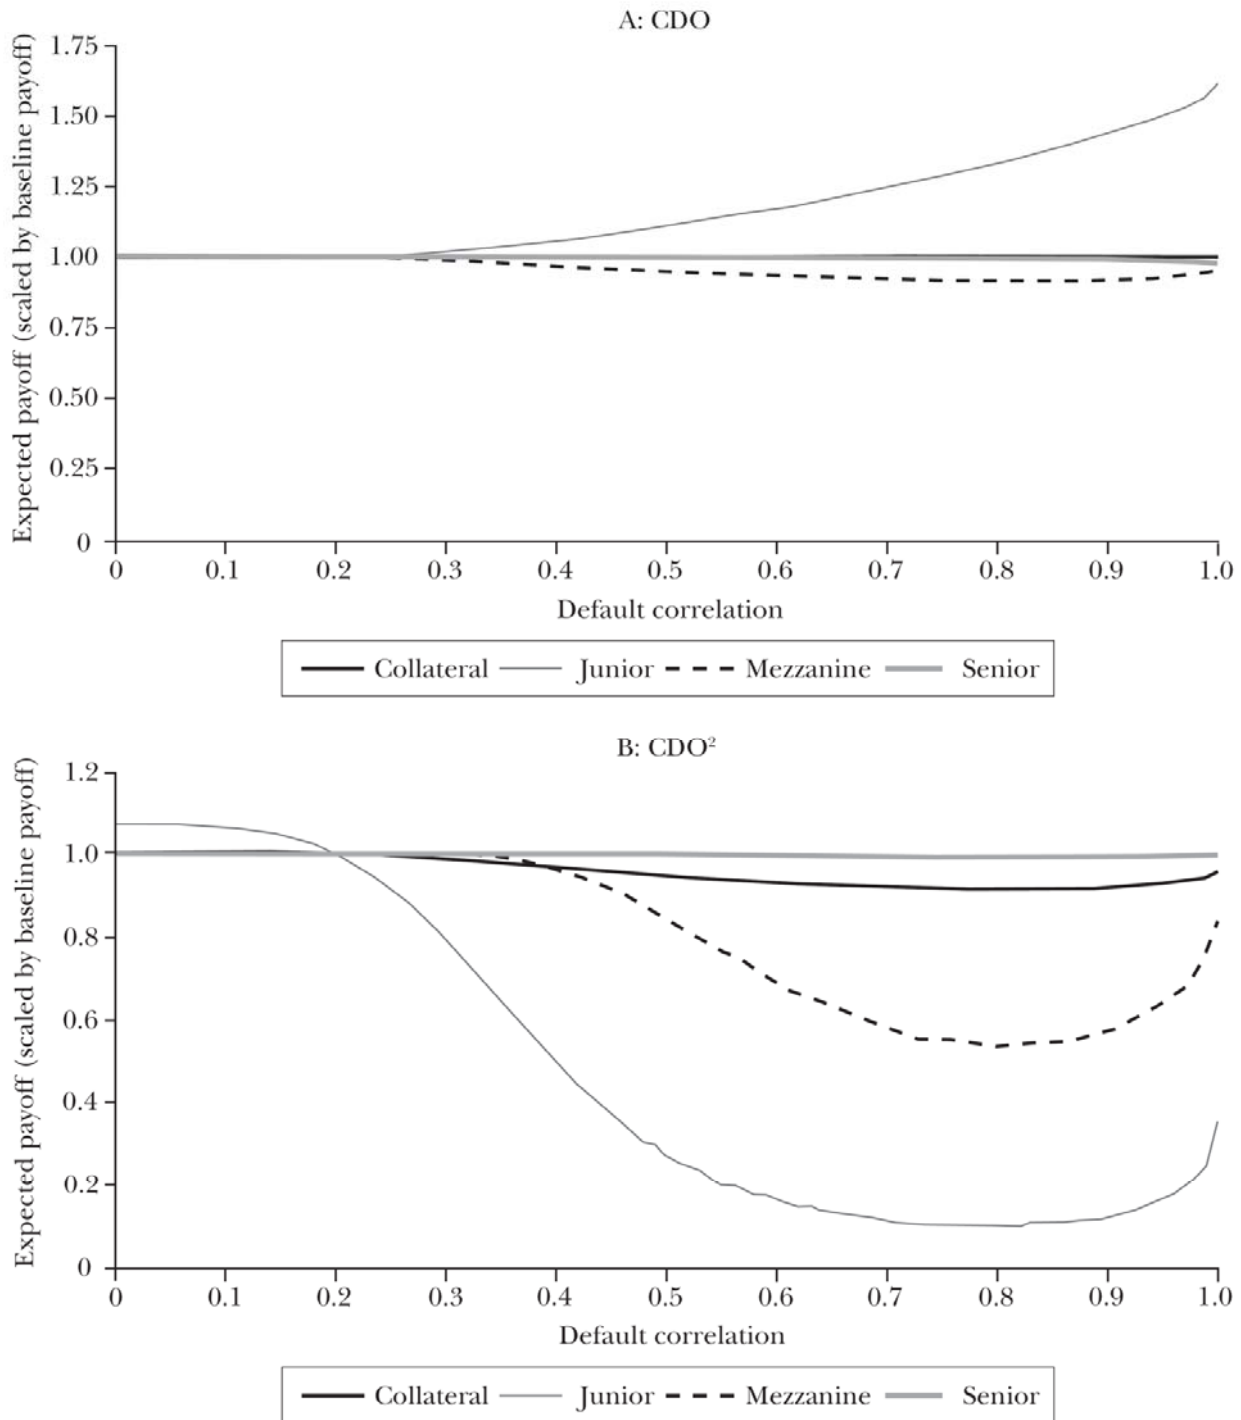 A: CDO
Expected payoff (scaled by baseline payoff)
1.75
1.50
1.25
1.00
0.75
0.50
0.25
0
0 0.1 0.2 0.3 0.4 0.5 0.6 0.7 0.8 0.9 1.0
Default correlation
Collateral Junior Mezzanine Senior
B: CDO²
Expected payoff (scaled by baseline payoff)
1.2
1.0
0.8
0.6
0.4
0.2
0
0 0.1 0.2 0.3 0.4 0.5 0.6 0.7 0.8 0.9 1.0
Default correlation
Collateral Junior Mezzanine Senior